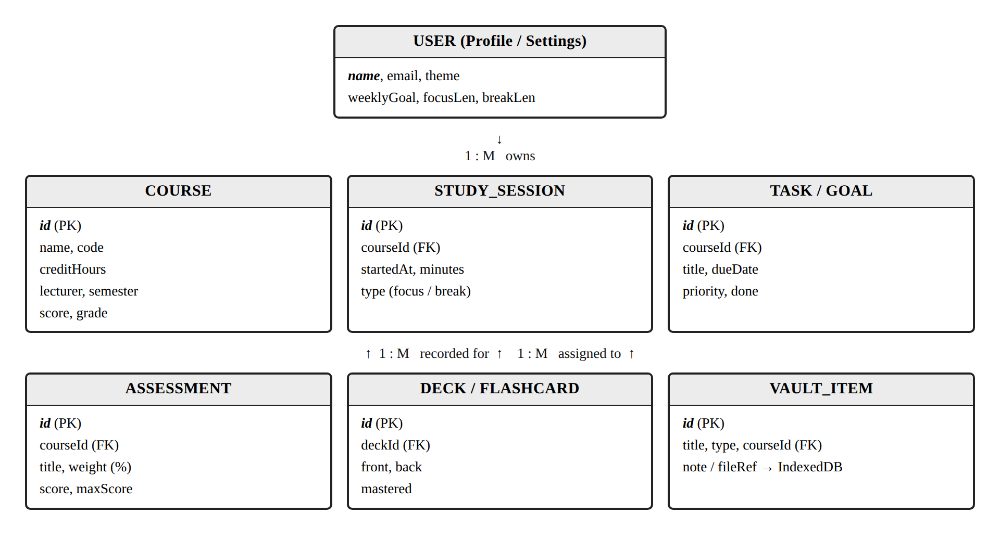 USER (Profile / Settings)
name, email, theme
weeklyGoal, focusLen, breakLen
↓
1 : M owns
COURSE
id (PK)
name, code
creditHours
lecturer, semester
score, grade
STUDY_SESSION
id (PK)
courseId (FK)
startedAt, minutes
type (focus / break)
TASK / GOAL
id (PK)
courseId (FK)
title, dueDate
priority, done
↑ 1 : M recorded for ↑ 1 : M assigned to ↑
ASSESSMENT
id (PK)
courseId (FK)
title, weight (%)
score, maxScore
DECK / FLASHCARD
id (PK)
deckId (FK)
front, back
mastered
VAULT_ITEM
id (PK)
title, type, courseId (FK)
note / fileRef → IndexedDB